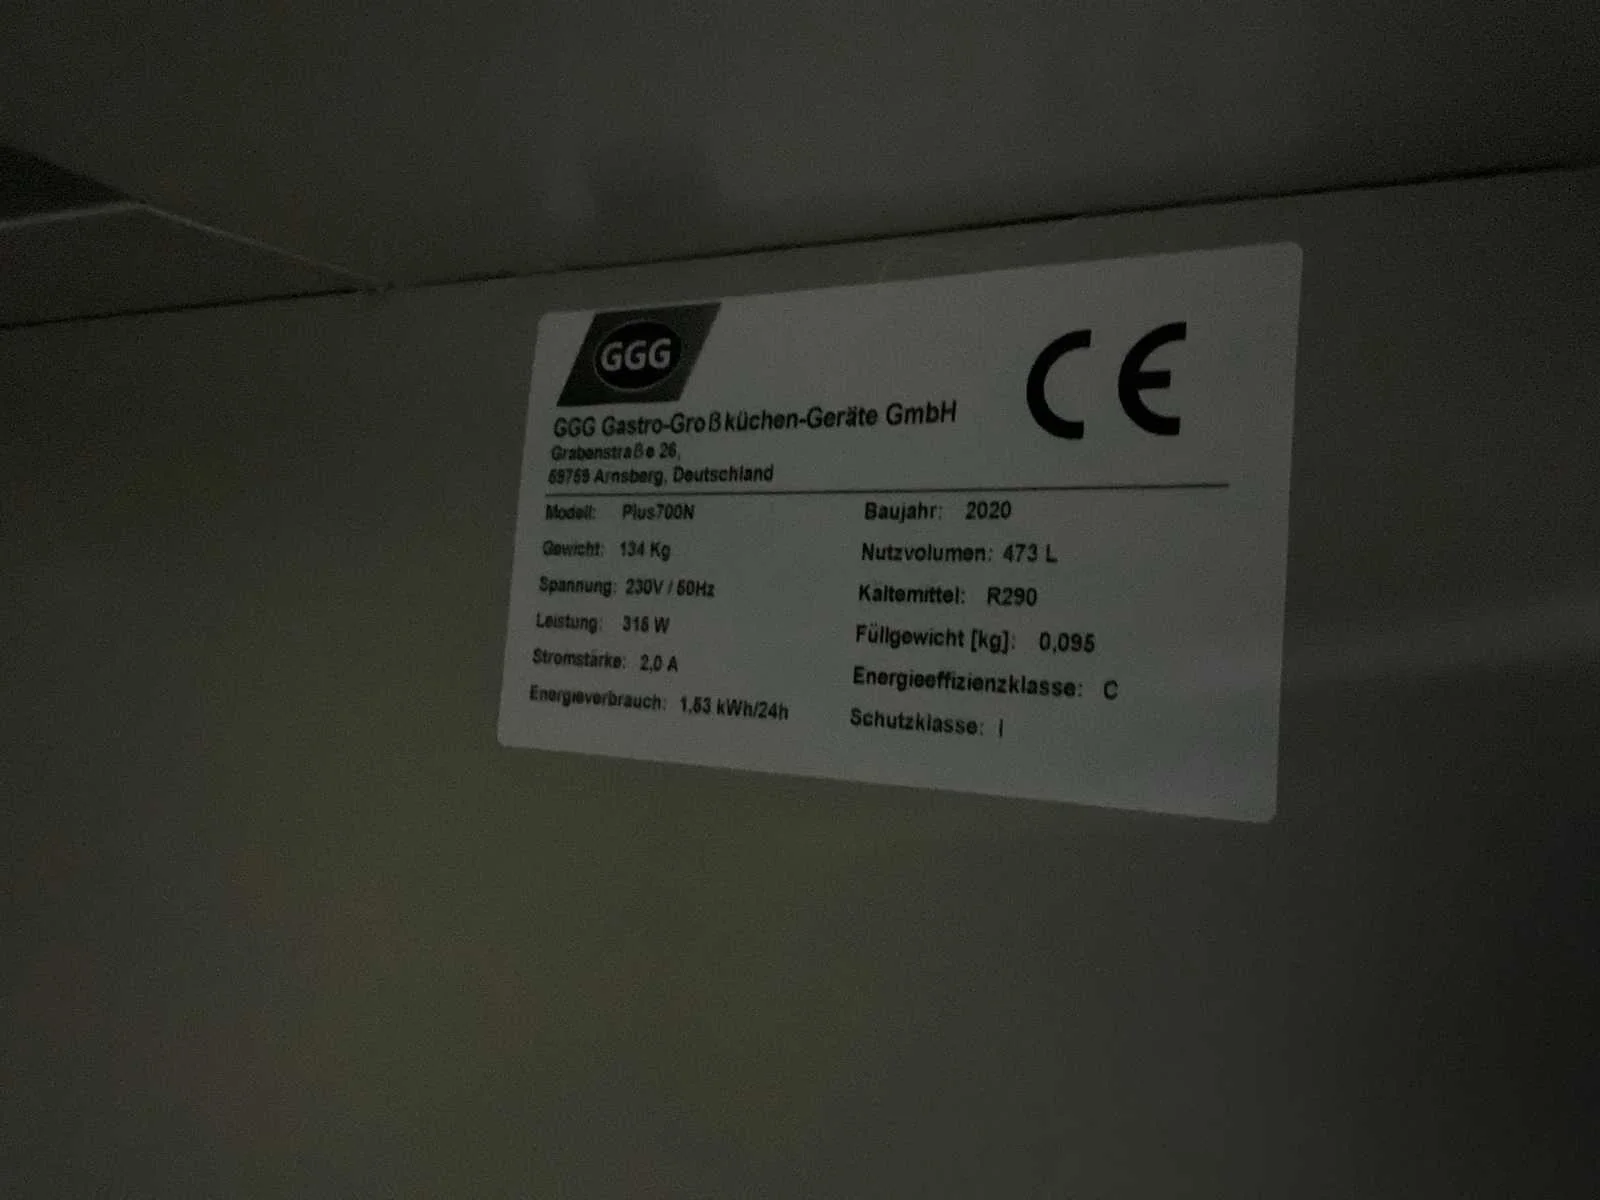 GGG
CE
GGG Gastro-Großküchen-Geräte GmbH
Grabenstraße 26,
59759 Arnsberg, Deutschland
Modell: Plus700N
Baujahr: 2020
Gewicht: 134 Kg
Nutzvolumen: 473 L
Spannung: 230V / 50Hz
Kältemittel: R290
Leistung: 315 W
Füllgewicht [kg]: 0,095
Stromstärke: 2,0 A
Energieeffizienzklasse: C
Energieverbrauch: 1,53 kWh/24h
Schutzklasse: I